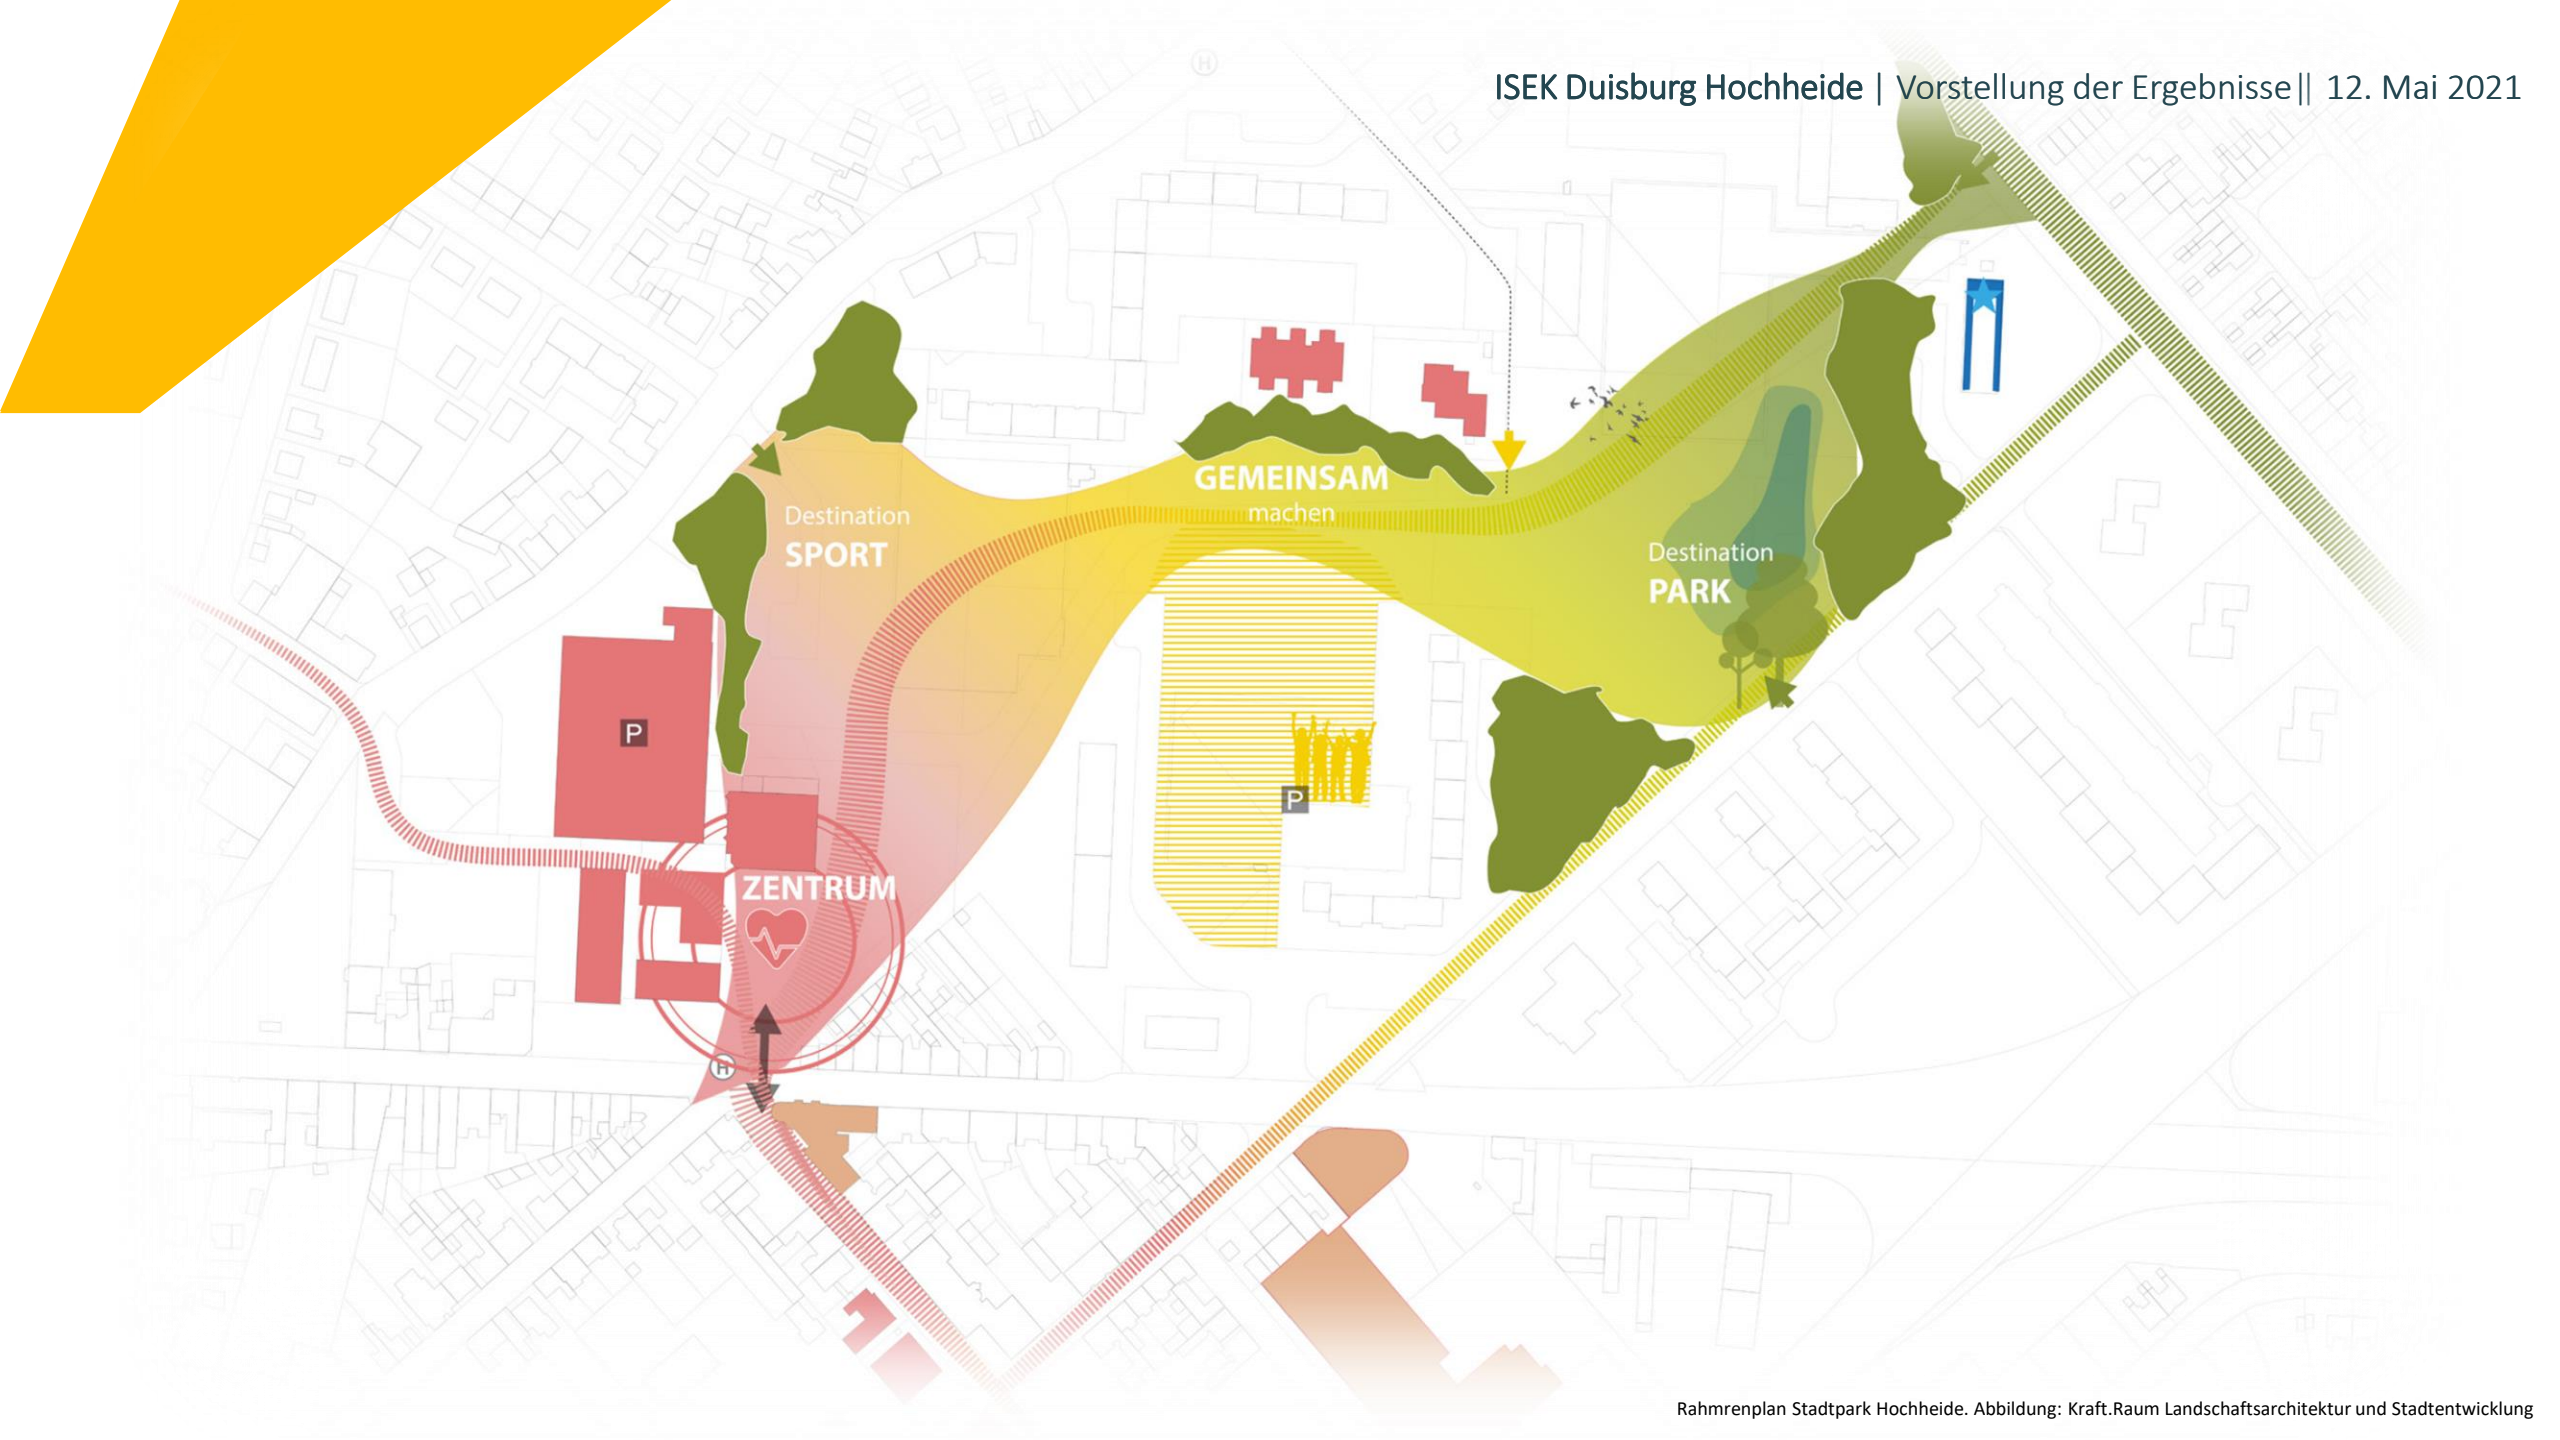 H
ISEK Duisburg Hochheide | Vorstellung der Ergebnisse|| 12. Mai 2021
GEMEINSAM
machen
Destination
SPORT
Destination
PARK
P
P
ZENTRUM
H
Rahmrenplan Stadtpark Hochheide. Abbildung: Kraft.Raum Landschaftsarchitektur und Stadtentwicklung